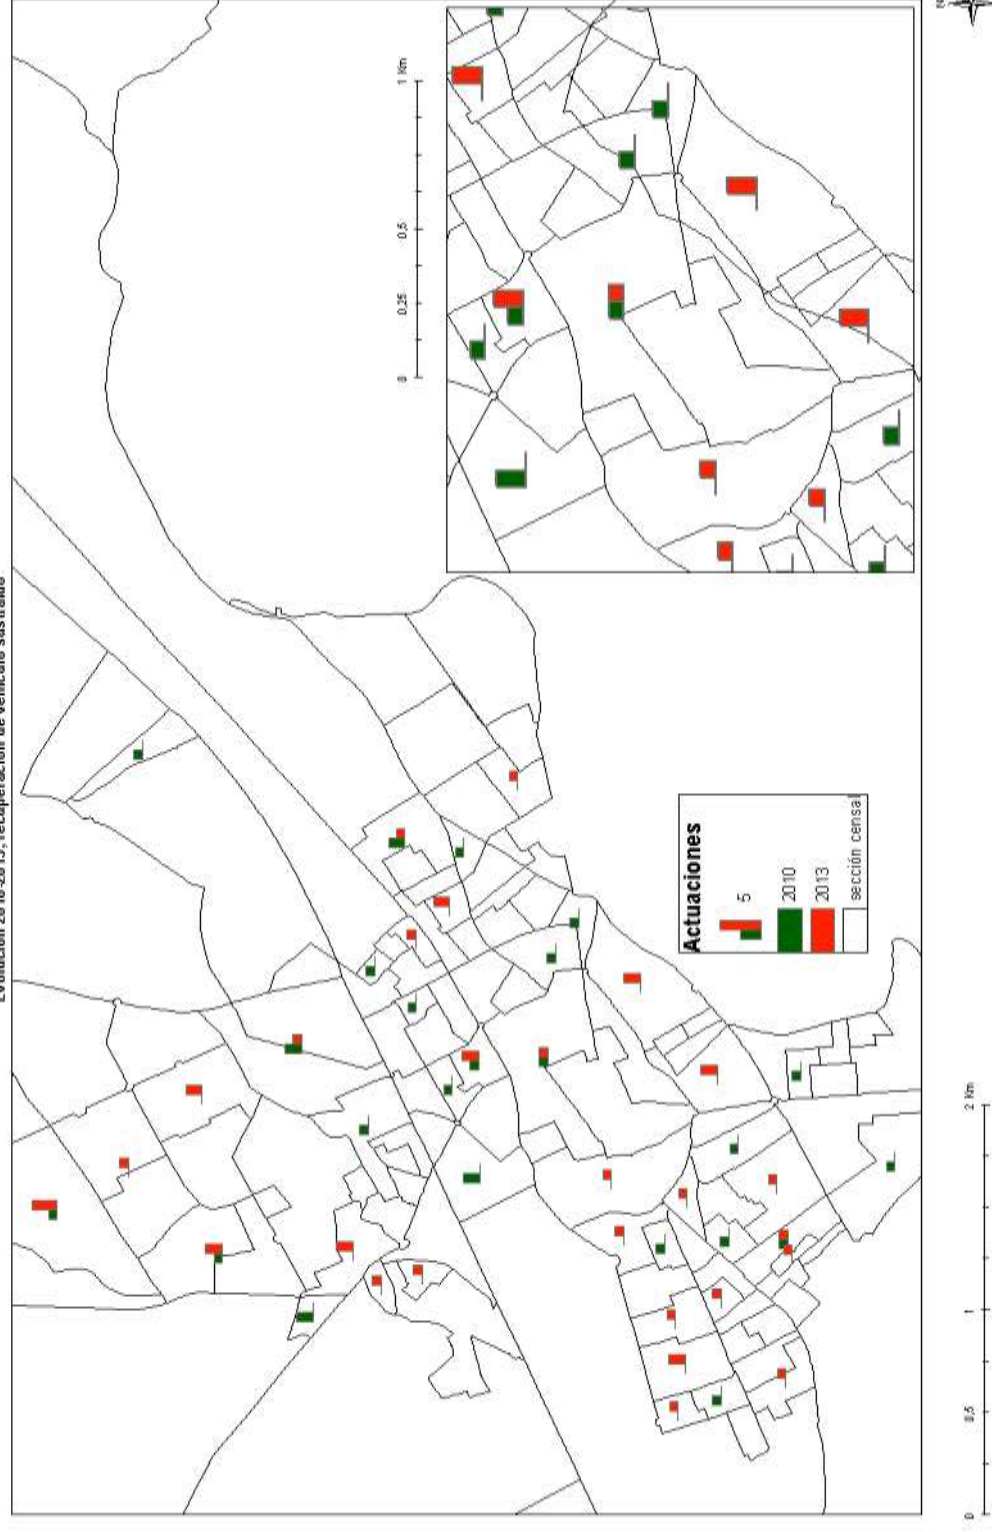 Evolución 2010-2013, recuperación de vehículo sustraído
0 0,25 0,5 1 Km
Actuaciones
5
2010
2013
sección censal
0 0,5 1 2 Km